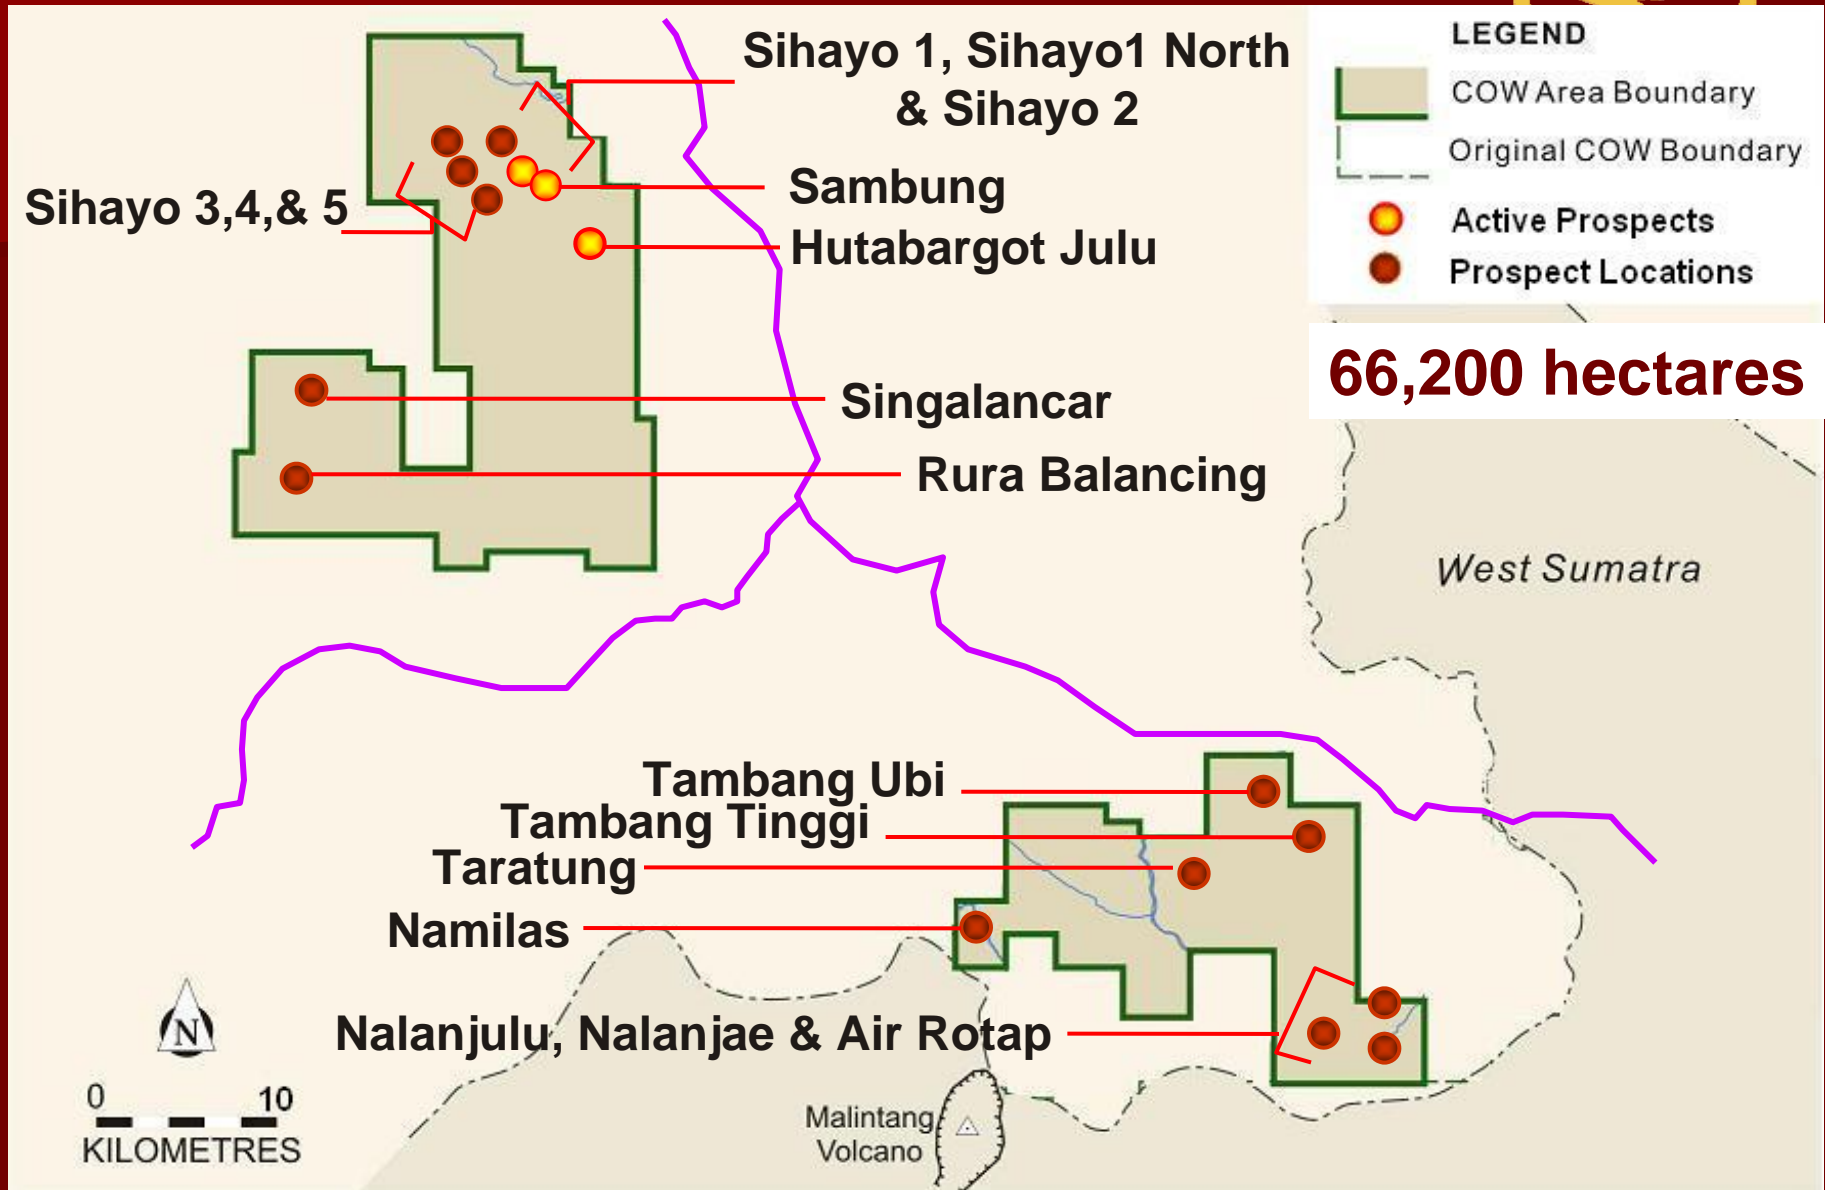 Sihayo 1, Sihayo1 North
& Sihayo 2
Sihayo 3,4,& 5
Sambung
Hutabargot Julu
Singalancar
Rura Balancing
LEGEND
COW Area Boundary
Original COW Boundary
Active Prospects
Prospect Locations
66,200 hectares
West Sumatra
Tambang Ubi
Tambang Tinggi
Taratung
Namilas
Nalanjulu, Nalanjae & Air Rotap
N
0 10
KILOMETRES
Malintang
Volcano